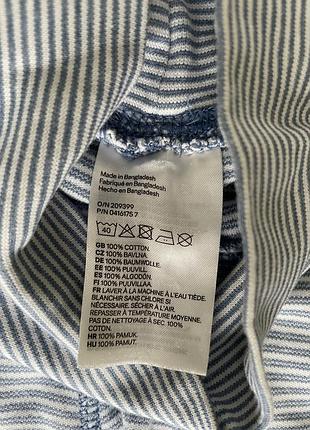 Made in Bangladesh
Fabriqué en Bangladesh
Hecho en Bangladesh
O/N 209399
P/N 0416175 7
40
GB 100% COTTON.
CZ 100% BAVLNA.
DE 100% BAUMWOLLE.
EE 100% PUUVILL.
ES 100% ALGODÓN.
FI 100% PUUVILLAA.
FR LAVER À LA MACHINE À L'EAU TIÈDE.
BLANCHIR SANS CHLORE SI
NÉCESSAIRE. SÉCHER À L'AIR.
REPASSER À TEMPÉRATURE MOYENNE.
PAS DE NETTOYAGE À SEC. 100%
COTON.
HR 100% PAMUK.
HU 100% PAMUT.